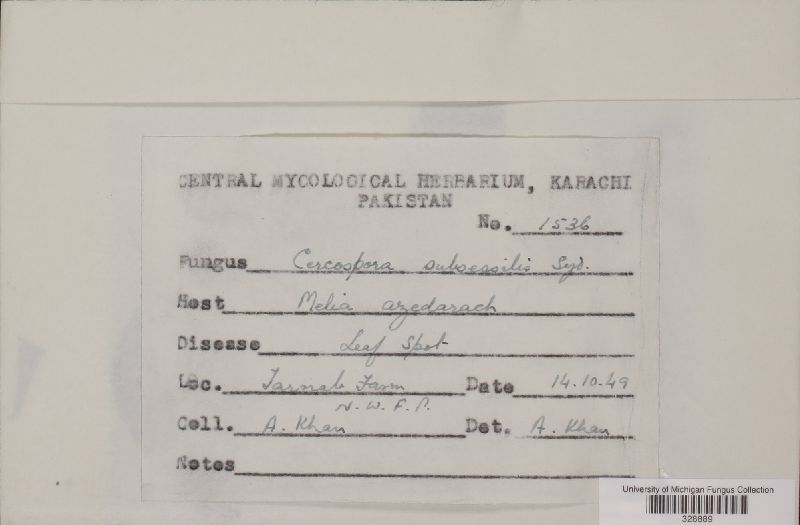 CENTRAL MYCOLOGICAL HERBARIUM, KARACHI
PAKISTAN
No. 1536
Fungus Cercospora subsessilis Syd.
Host Melia azedarach
Disease Leaf Spot
Loc. Tarnab Farm Date 14.10.49
N.W.F.P.
Coll. A. Khan Det. A. Khan
Notes
University of Michigan Fungus Collection
326889